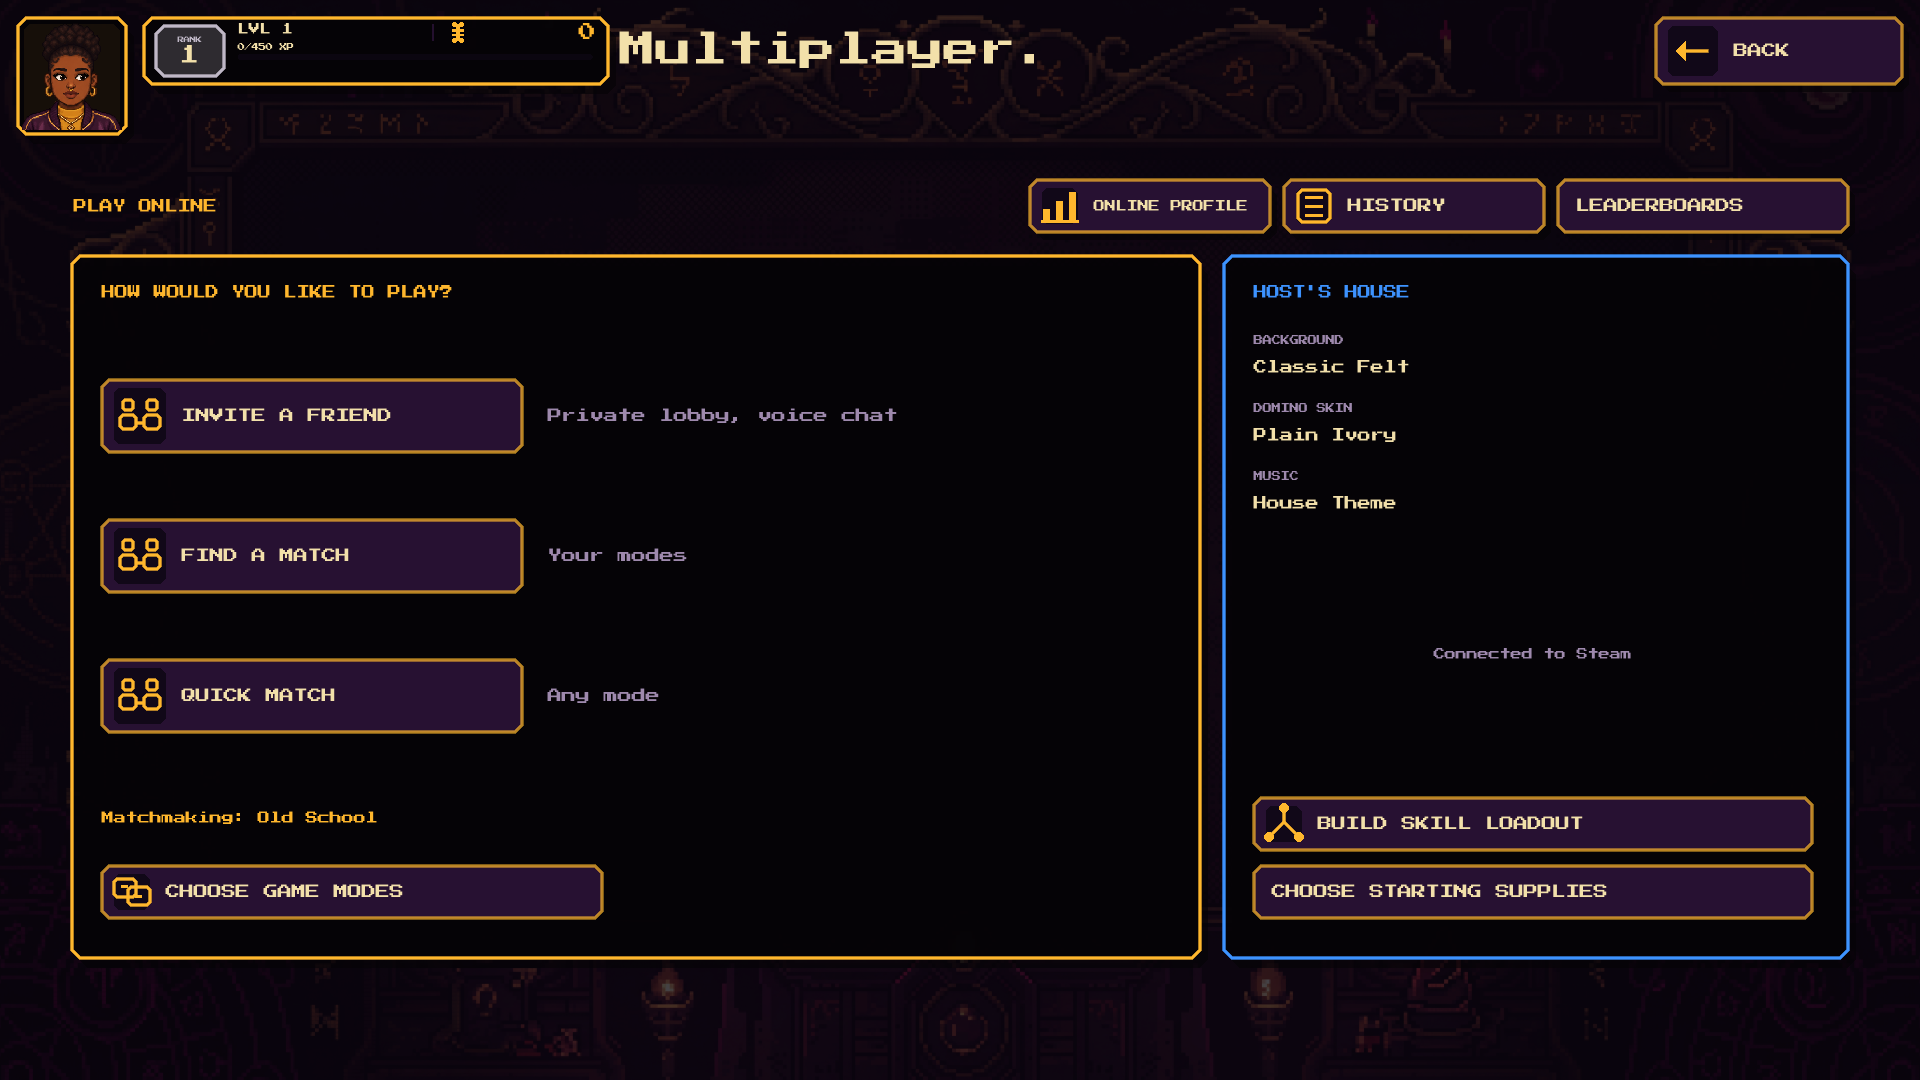 RANK
1
LVL 1
0/450 XP
0
Multiplayer.
BACK
PLAY ONLINE
ONLINE PROFILE
HISTORY
LEADERBOARDS
HOW WOULD YOU LIKE TO PLAY?
INVITE A FRIEND
Private lobby, voice chat
FIND A MATCH
Your modes
QUICK MATCH
Any mode
Matchmaking: Old School
CHOOSE GAME MODES
HOST'S HOUSE
BACKGROUND
Classic Felt
DOMINO SKIN
Plain Ivory
MUSIC
House Theme
Connected to Steam
BUILD SKILL LOADOUT
CHOOSE STARTING SUPPLIES